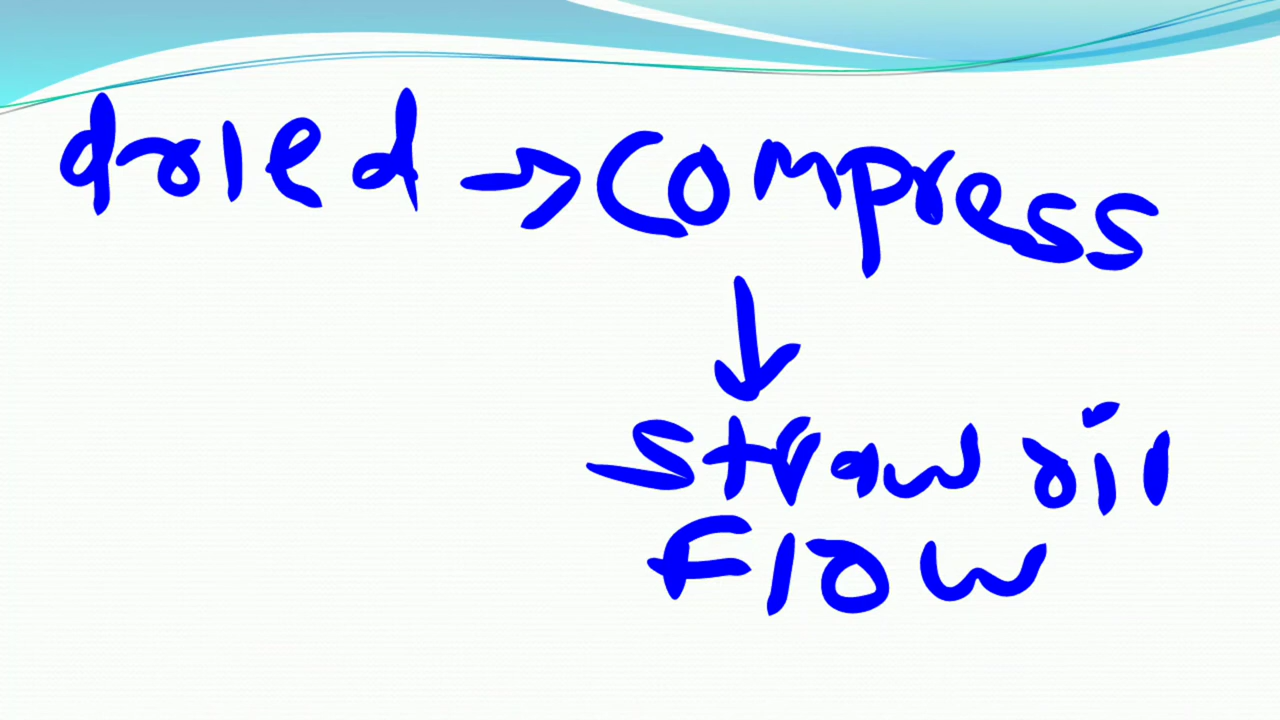 dried → compress
↓
straw oil
Flow